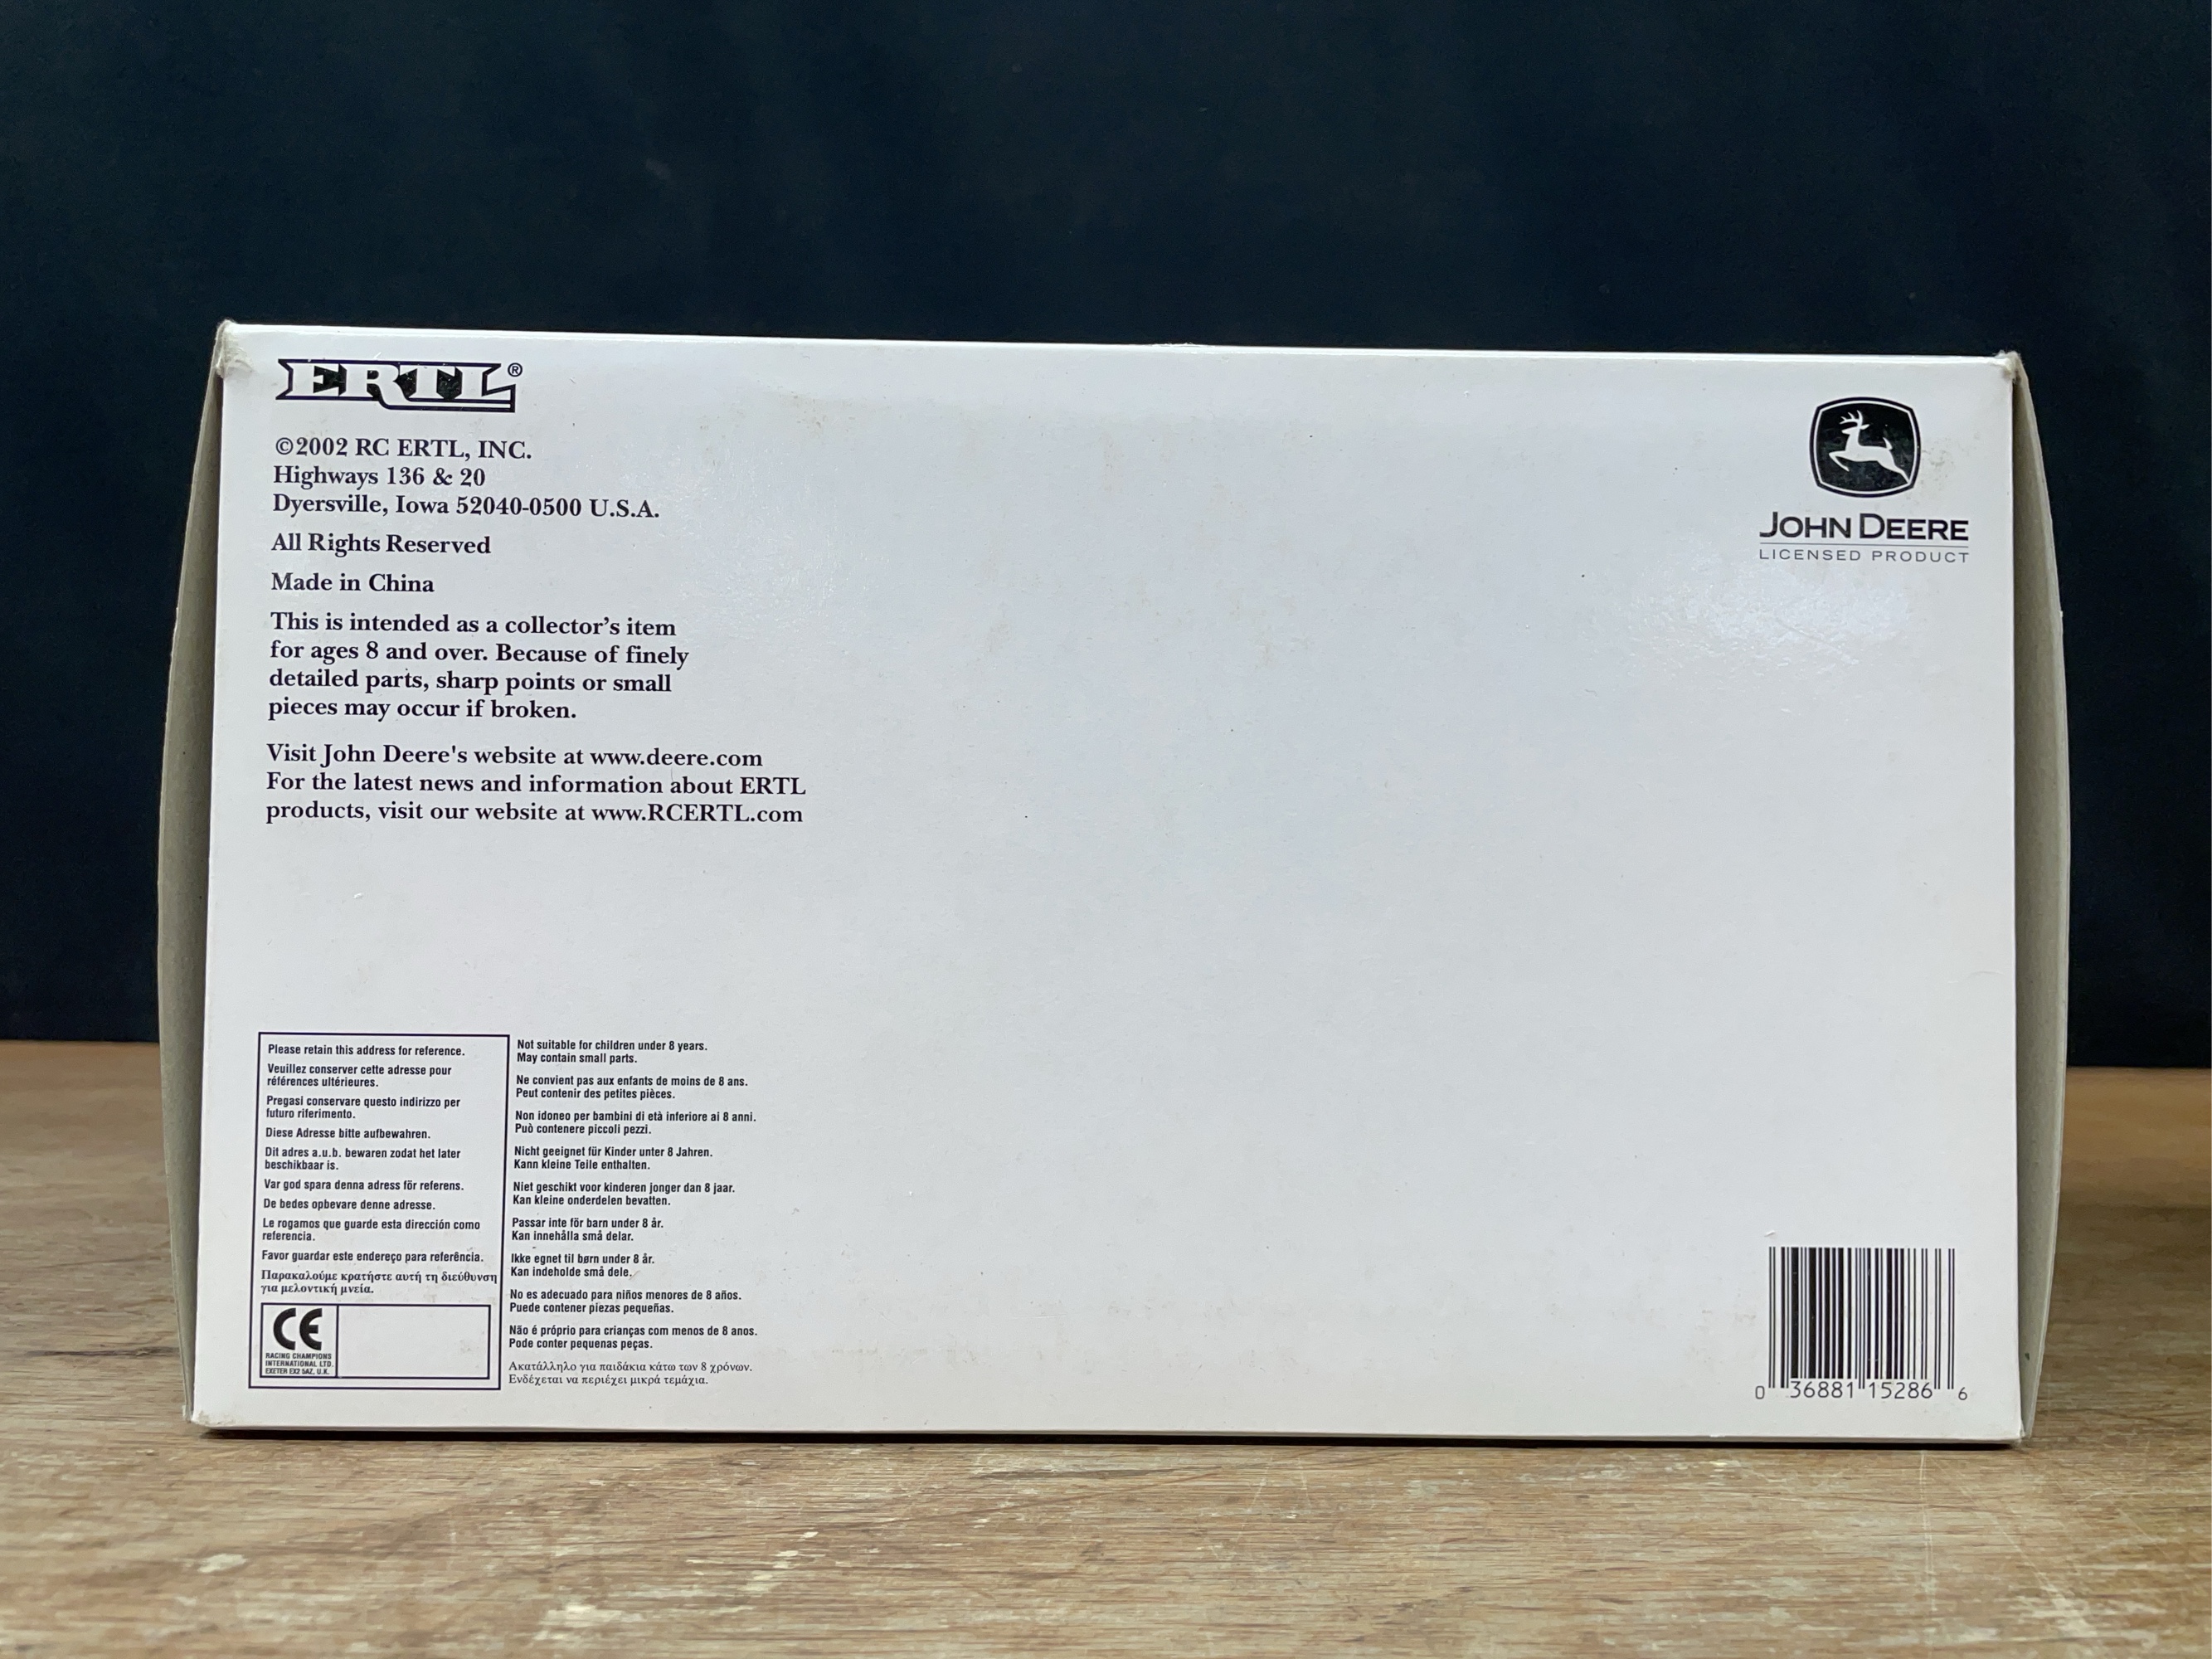 ERTL®
©2002 RC ERTL, INC.
Highways 136 & 20
Dyersville, Iowa 52040-0500 U.S.A.
All Rights Reserved
Made in China
This is intended as a collector's item
for ages 8 and over. Because of finely
detailed parts, sharp points or small
pieces may occur if broken.
Visit John Deere's website at www.deere.com
For the latest news and information about ERTL
products, visit our website at www.RCERTL.com
JOHN DEERE
LICENSED PRODUCT
Please retain this address for reference.
Veuillez conserver cette adresse pour
références ultérieures.
Pregasi conservare questo indirizzo per
futuro riferimento.
Diese Adresse bitte aufbewahren.
Dit adres a.u.b. bewaren zodat het later
beschikbaar is.
Var god spara denna adress för referens.
De bedes opbevare denne adresse.
Le rogamos que guarde esta dirección como
referencia.
Favor guardar este endereço para referência.
Παρακαλούμε κρατήστε αυτή τη διεύθυνση
για μελοντική μνεία.
CE
RACING CHAMPIONS
INTERNATIONAL LTD.
EXETER EX2 5AZ, U.K.
Not suitable for children under 8 years.
May contain small parts.
Ne convient pas aux enfants de moins de 8 ans.
Peut contenir des petites pièces.
Non idoneo per bambini di età inferiore ai 8 anni.
Può contenere piccoli pezzi.
Nicht geeignet für Kinder unter 8 Jahren.
Kann kleine Teile enthalten.
Niet geschikt voor kinderen jonger dan 8 jaar.
Kan kleine onderdelen bevatten.
Passar inte för barn under 8 år.
Kan innehålla små delar.
Ikke egnet til børn under 8 år.
Kan indeholde små dele.
No es adecuado para niños menores de 8 años.
Puede contener piezas pequeñas.
Não é próprio para crianças com menos de 8 anos.
Pode conter pequenas peças.
Ακατάλληλο για παιδάκια κάτω των 8 χρόνων.
Ενδέχεται να περιέχει μικρά τεμάχια.
0 36881 15286 6